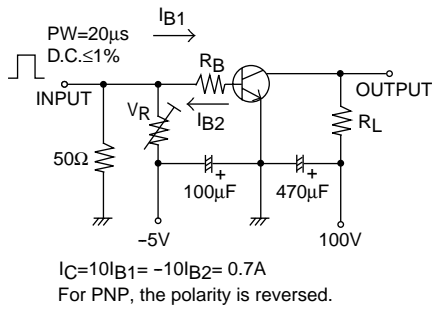 PW=20μs
D.C.≤1%
IB1
RB
INPUT
OUTPUT
VR
IB2
RL
50Ω
+
100μF
+
470μF
−5V
100V
IC=10IB1= −10IB2= 0.7A
For PNP, the polarity is reversed.